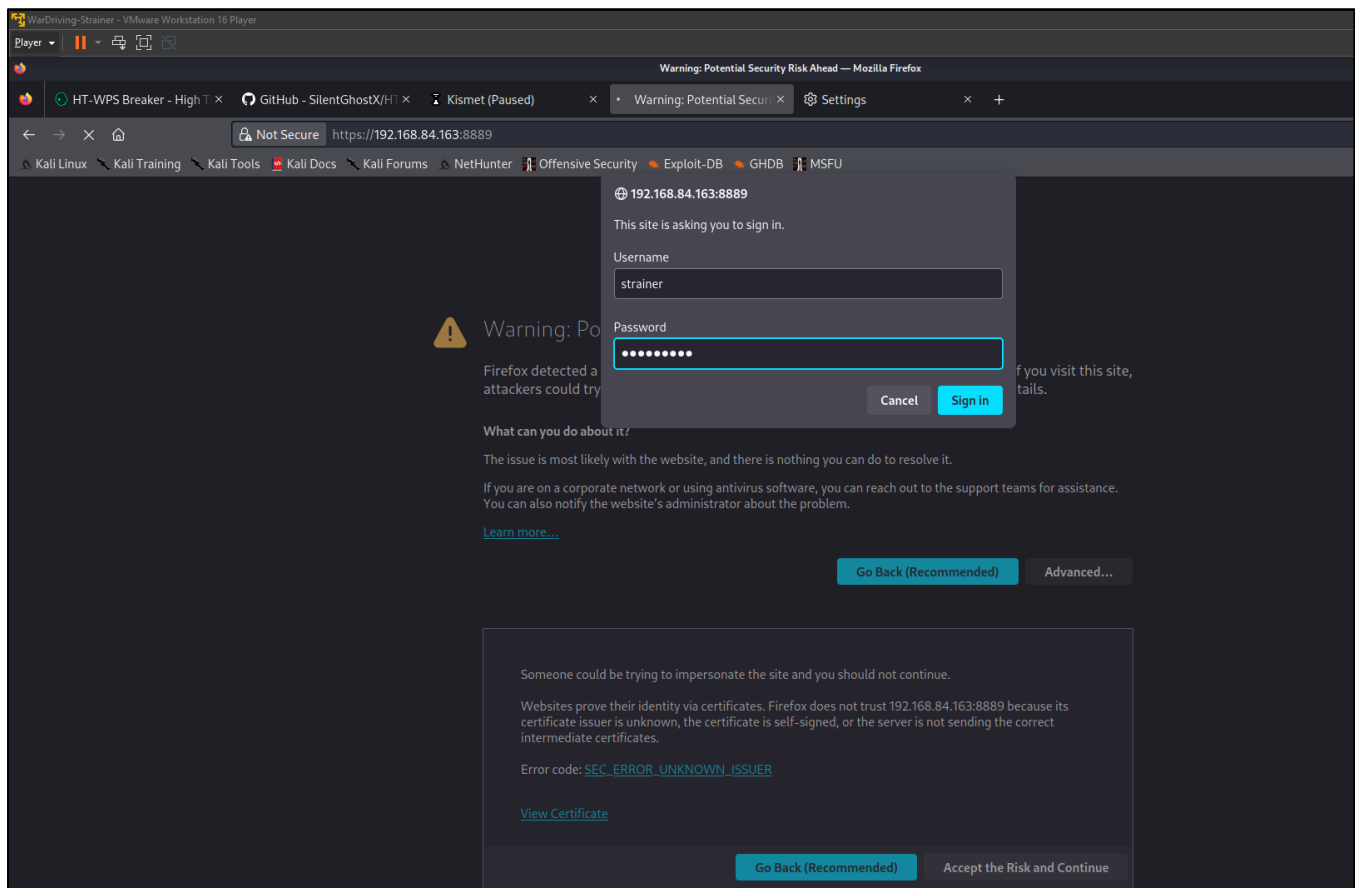 WarDriving-Strainer - VMware Workstation 16 Player
Player
Warning: Potential Security Risk Ahead — Mozilla Firefox
HT-WPS Breaker - High T
GitHub - SilentGhostX/HT
Kismet (Paused)
Warning: Potential Securi
Settings
Not Secure https://192.168.84.163:8889
Kali Linux Kali Training Kali Tools Kali Docs Kali Forums NetHunter Offensive Security Exploit-DB GHDB MSFU
192.168.84.163:8889
This site is asking you to sign in.
Username
strainer
Password
Cancel Sign in
Warning: Po
Firefox detected a f you visit this site,
attackers could try tails.
What can you do about it?
The issue is most likely with the website, and there is nothing you can do to resolve it.
If you are on a corporate network or using antivirus software, you can reach out to the support teams for assistance.
You can also notify the website's administrator about the problem.
Learn more…
Go Back (Recommended) Advanced…
Someone could be trying to impersonate the site and you should not continue.
Websites prove their identity via certificates. Firefox does not trust 192.168.84.163:8889 because its
certificate issuer is unknown, the certificate is self-signed, or the server is not sending the correct
intermediate certificates.
Error code: SEC_ERROR_UNKNOWN_ISSUER
View Certificate
Go Back (Recommended) Accept the Risk and Continue